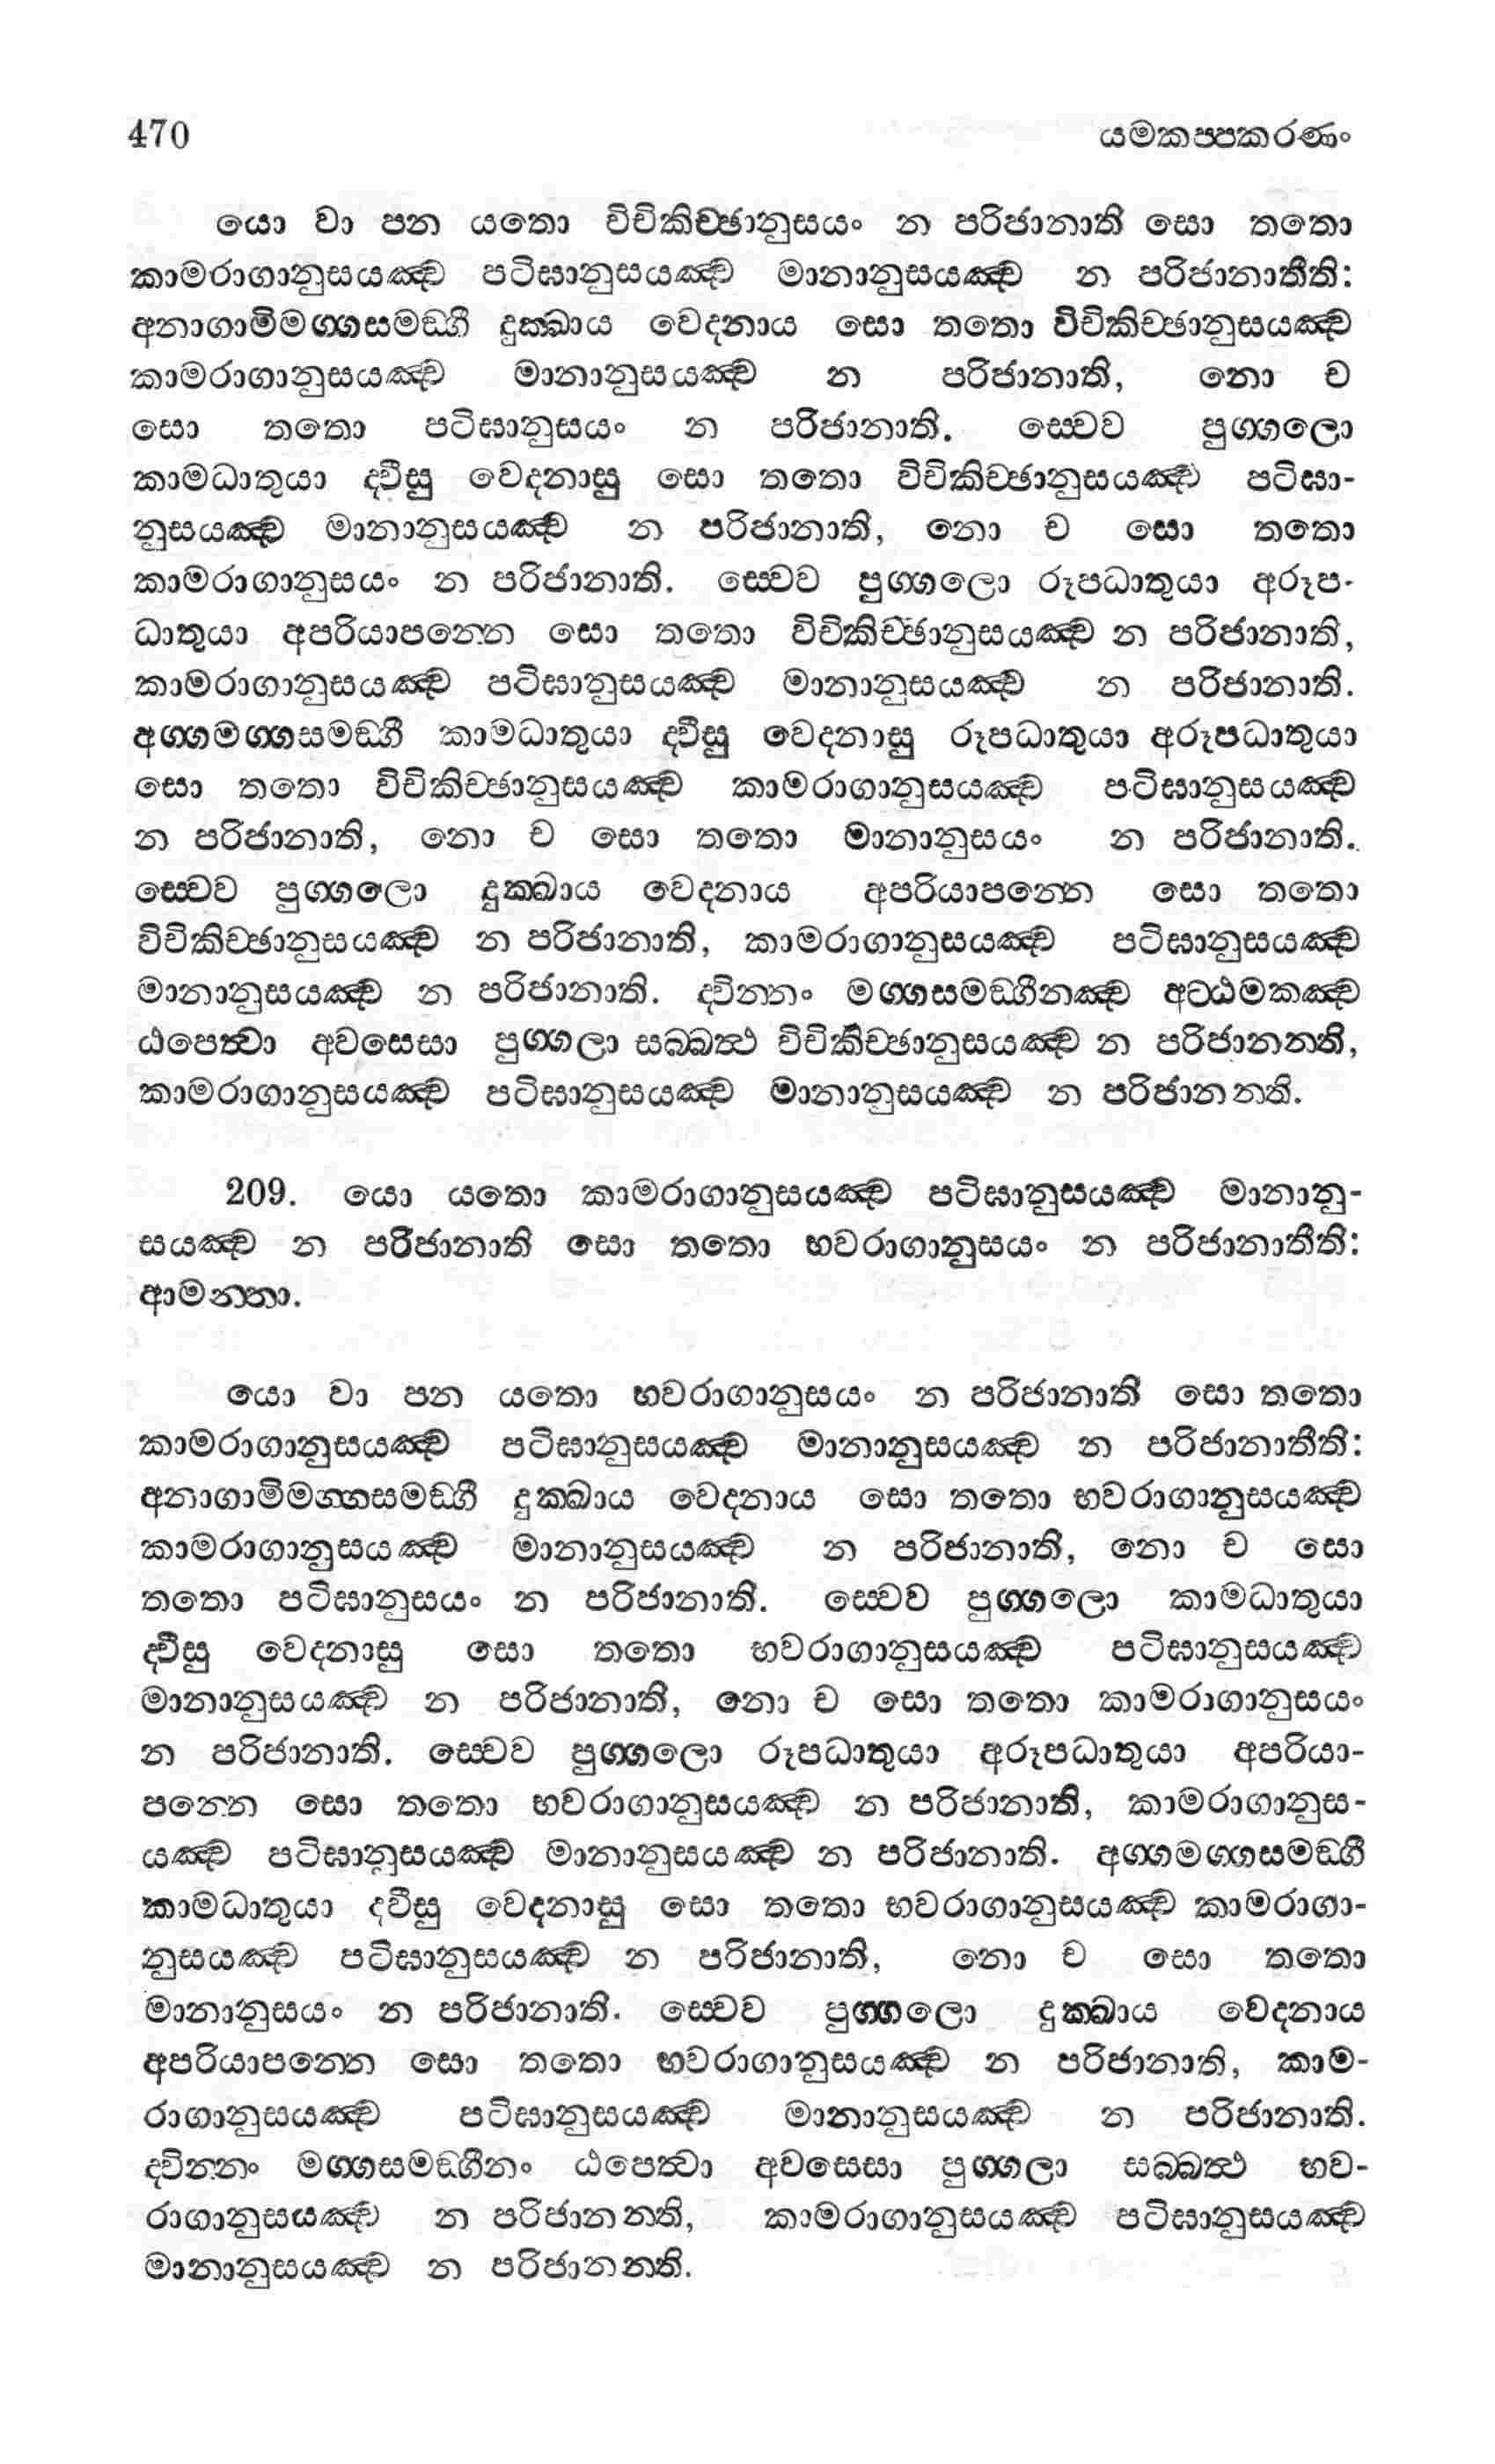 470 යමකප්පකරණං
යො වා පන යතො විචිකිච්ඡානුසයං න පරිජානාති සො තතො
කාමරාගානුසයඤ්ච පටිඝානුසයඤ්ච මානානුසයඤ්ච න පරිජානාතීති:
අනාගාමිමග්ගසමඞ්ගී දුක්ඛාය වෙදනාය සො තතො විචිකිච්ඡානුසයඤ්ච
කාමරාගානුසයඤ්ච මානානුසයඤ්ච න පරිජානාති, නො ච
සො තතො පටිඝානුසයං න පරිජානාති. ස්වෙව පුග්ගලො
කාමධාතුයා ද්වීසු වෙදනාසු සො තතො විචිකිච්ඡානුසයඤ්ච පටිඝා-
නුසයඤ්ච මානානුසයඤ්ච න පරිජානාති, නො ච සො තතො
කාමරාගානුසයං න පරිජානාති. ස්වෙව පුග්ගලො රූපධාතුයා අරූප-
ධාතුයා අපරියාපන්නෙ සො තතො විචිකිච්ඡානුසයඤ්ච න පරිජානාති,
කාමරාගානුසයඤ්ච පටිඝානුසයඤ්ච මානානුසයඤ්ච න පරිජානාති.
අග්ගමග්ගසමඞ්ගී කාමධාතුයා ද්වීසු වෙදනාසු රූපධාතුයා අරූපධාතුයා
සො තතො විචිකිච්ඡානුසයඤ්ච කාමරාගානුසයඤ්ච පටිඝානුසයඤ්ච
න පරිජානාති, නො ච සො තතො මානානුසයං න පරිජානාති.
ස්වෙව පුග්ගලො දුක්ඛාය වෙදනාය අපරියාපන්නෙ සො තතො
විචිකිච්ඡානුසයඤ්ච න පරිජානාති, කාමරාගානුසයඤ්ච පටිඝානුසයඤ්ච
මානානුසයඤ්ච න පරිජානාති. ද්වින්නං මග්ගසමඞ්ගීනඤ්ච අට්ඨමකඤ්ච
ඨපෙත්වා අවසෙසා පුග්ගලා සබ්බත්ථ විචිකිච්ඡානුසයඤ්ච න පරිජානන්ති,
කාමරාගානුසයඤ්ච පටිඝානුසයඤ්ච මානානුසයඤ්ච න පරිජානන්ති.
209. යො යතො කාමරාගානුසයඤ්ච පටිඝානුසයඤ්ච මානානු-
සයඤ්ච න පරිජානාති සො තතො භවරාගානුසයං න පරිජානාතීති:
ආමන්තා.
යො වා පන යතො භවරාගානුසයං න පරිජානාති සො තතො
කාමරාගානුසයඤ්ච පටිඝානුසයඤ්ච මානානුසයඤ්ච න පරිජානාතීති:
අනාගාමිමග්ගසමඞ්ගී දුක්ඛාය වෙදනාය සො තතො භවරාගානුසයඤ්ච
කාමරාගානුසයඤ්ච මානානුසයඤ්ච න පරිජානාති, නො ච සො
තතො පටිඝානුසයං න පරිජානාති. ස්වෙව පුග්ගලො කාමධාතුයා
ද්වීසු වෙදනාසු සො තතො භවරාගානුසයඤ්ච පටිඝානුසයඤ්ච
මානානුසයඤ්ච න පරිජානාති, නො ච සො තතො කාමරාගානුසයං
න පරිජානාති. ස්වෙව පුග්ගලො රූපධාතුයා අරූපධාතුයා අපරියා-
පන්නෙ සො තතො භවරාගානුසයඤ්ච න පරිජානාති, කාමරාගානුස-
යඤ්ච පටිඝානුසයඤ්ච මානානුසයඤ්ච න පරිජානාති. අග්ගමග්ගසමඞ්ගී
කාමධාතුයා ද්වීසු වෙදනාසු සො තතො භවරාගානුසයඤ්ච කාමරාගා-
නුසයඤ්ච පටිඝානුසයඤ්ච න පරිජානාති, නො ච සො තතො
මානානුසයං න පරිජානාති. ස්වෙව පුග්ගලො දුක්ඛාය වෙදනාය
අපරියාපන්නෙ සො තතො භවරාගානුසයඤ්ච න පරිජානාති, කාම-
රාගානුසයඤ්ච පටිඝානුසයඤ්ච මානානුසයඤ්ච න පරිජානාති.
ද්වින්නං මග්ගසමඞ්ගීනං ඨපෙත්වා අවසෙසා පුග්ගලා සබ්බත්ථ භව-
රාගානුසයඤ්ච න පරිජානන්ති, කාමරාගානුසයඤ්ච පටිඝානුසයඤ්ච
මානානුසයඤ්ච න පරිජානන්ති.